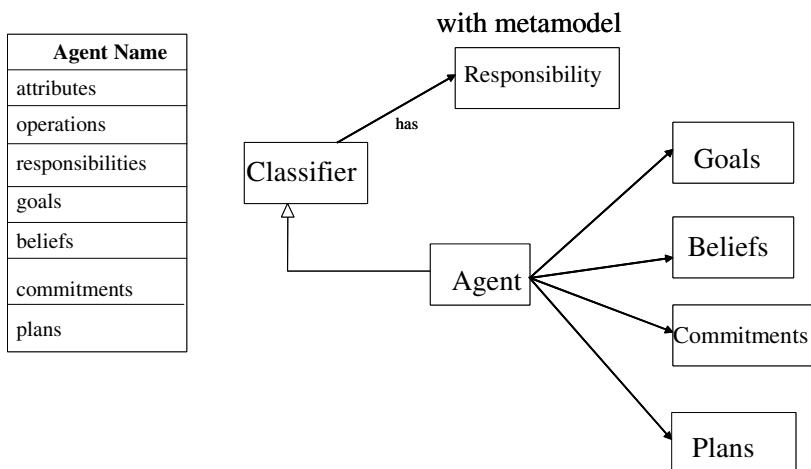 Agent Name
attributes
operations
responsibilities
goals
beliefs
commitments
plans
with metamodel
Responsibility
has
Classifier
Agent
Goals
Beliefs
Commitments
Plans